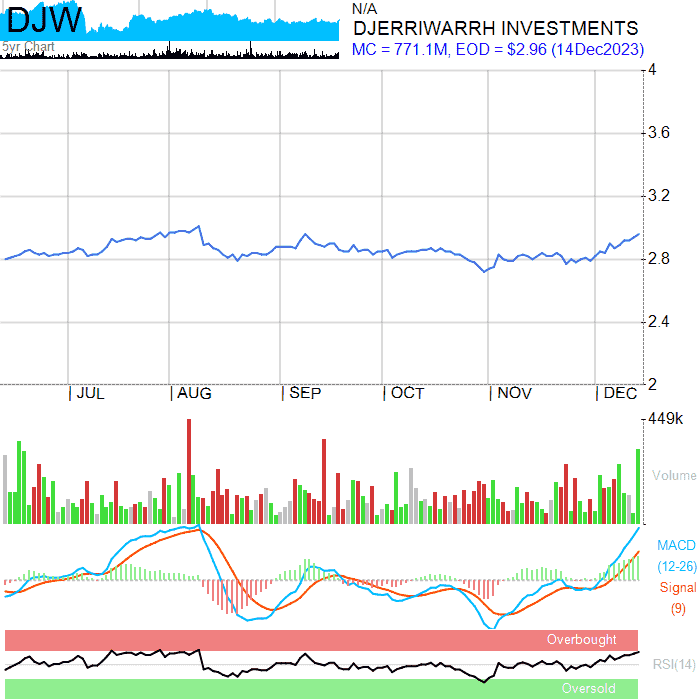 DJW
5yr Chart
N/A
DJERRIWARRH INVESTMENTS
MC = 771.1M, EOD = $2.96 (14Dec2023)
4
3.6
3.2
2.8
2.4
2
| JUL | AUG | SEP | OCT | NOV | DEC
449k
Volume
MACD
(12-26)
Signal
(9)
Overbought
RSI(14)
Oversold